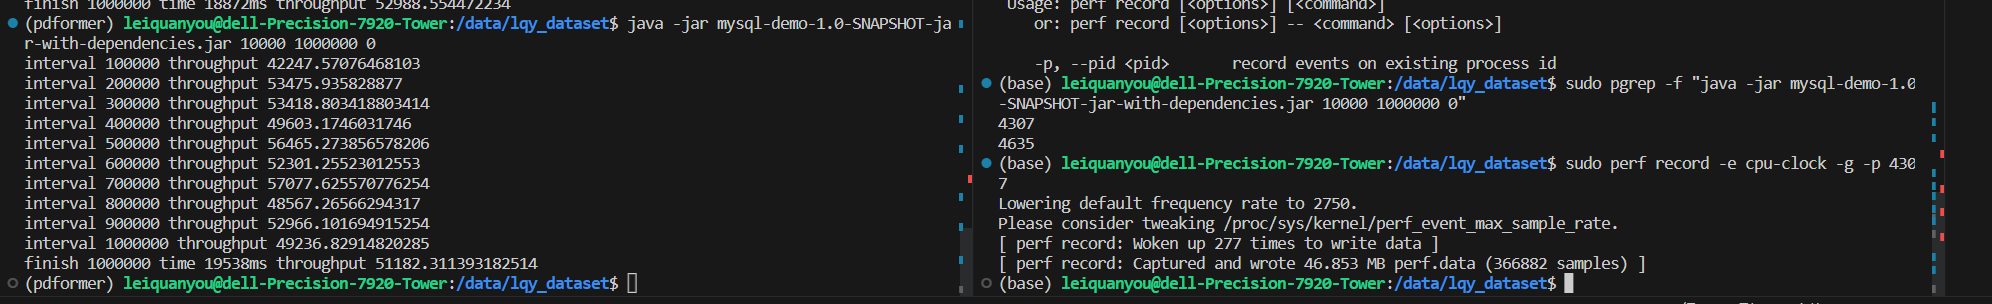 finish 1000000 time 18872ms throughput 52988.554472234
(pdformer) leiquanyou@dell-Precision-7920-Tower:/data/lqy_dataset$ java -jar mysql-demo-1.0-SNAPSHOT-ja
r-with-dependencies.jar 10000 1000000 0
interval 100000 throughput 42247.57076468103
interval 200000 throughput 53475.935828877
interval 300000 throughput 53418.803418803414
interval 400000 throughput 49603.1746031746
interval 500000 throughput 56465.273856578206
interval 600000 throughput 52301.25523012553
interval 700000 throughput 57077.625570776254
interval 800000 throughput 48567.26566294317
interval 900000 throughput 52966.101694915254
interval 1000000 throughput 49236.82914820285
finish 1000000 time 19538ms throughput 51182.311393182514
(pdformer) leiquanyou@dell-Precision-7920-Tower:/data/lqy_dataset$
Usage: perf record [<options>] [<command>]
or: perf record [<options>] -- <command> [<options>]
-p, --pid <pid> record events on existing process id
(base) leiquanyou@dell-Precision-7920-Tower:/data/lqy_dataset$ sudo pgrep -f "java -jar mysql-demo-1.0
-SNAPSHOT-jar-with-dependencies.jar 10000 1000000 0"
4307
4635
(base) leiquanyou@dell-Precision-7920-Tower:/data/lqy_dataset$ sudo perf record -e cpu-clock -g -p 430
7
Lowering default frequency rate to 2750.
Please consider tweaking /proc/sys/kernel/perf_event_max_sample_rate.
[ perf record: Woken up 277 times to write data ]
[ perf record: Captured and wrote 46.853 MB perf.data (366882 samples) ]
(base) leiquanyou@dell-Precision-7920-Tower:/data/lqy_dataset$